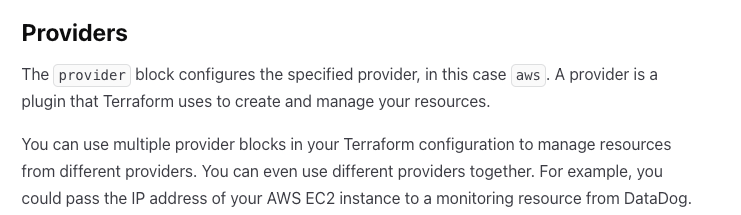 Providers
The provider block configures the specified provider, in this case aws. A provider is a
plugin that Terraform uses to create and manage your resources.
You can use multiple provider blocks in your Terraform configuration to manage resources
from different providers. You can even use different providers together. For example, you
could pass the IP address of your AWS EC2 instance to a monitoring resource from DataDog.